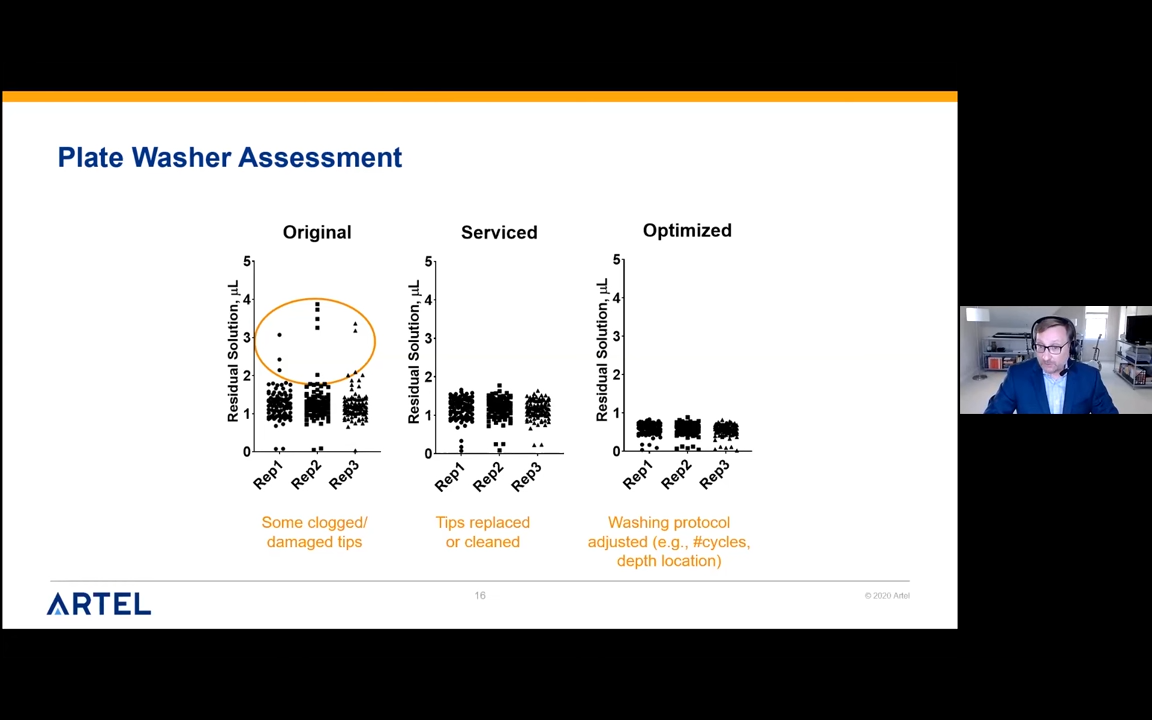 Plate Washer Assessment
Original
Serviced
Optimized
Residual Solution, µL
5
4
3
2
1
0
Rep1
Rep2
Rep3
Residual Solution, µL
5
4
3
2
1
0
Rep1
Rep2
Rep3
Residual Solution, µL
5
4
3
2
1
0
Rep1
Rep2
Rep3
Some clogged/
damaged tips
Tips replaced
or cleaned
Washing protocol
adjusted (e.g., #cycles,
depth location)
ARTEL
16
© 2020 Artel